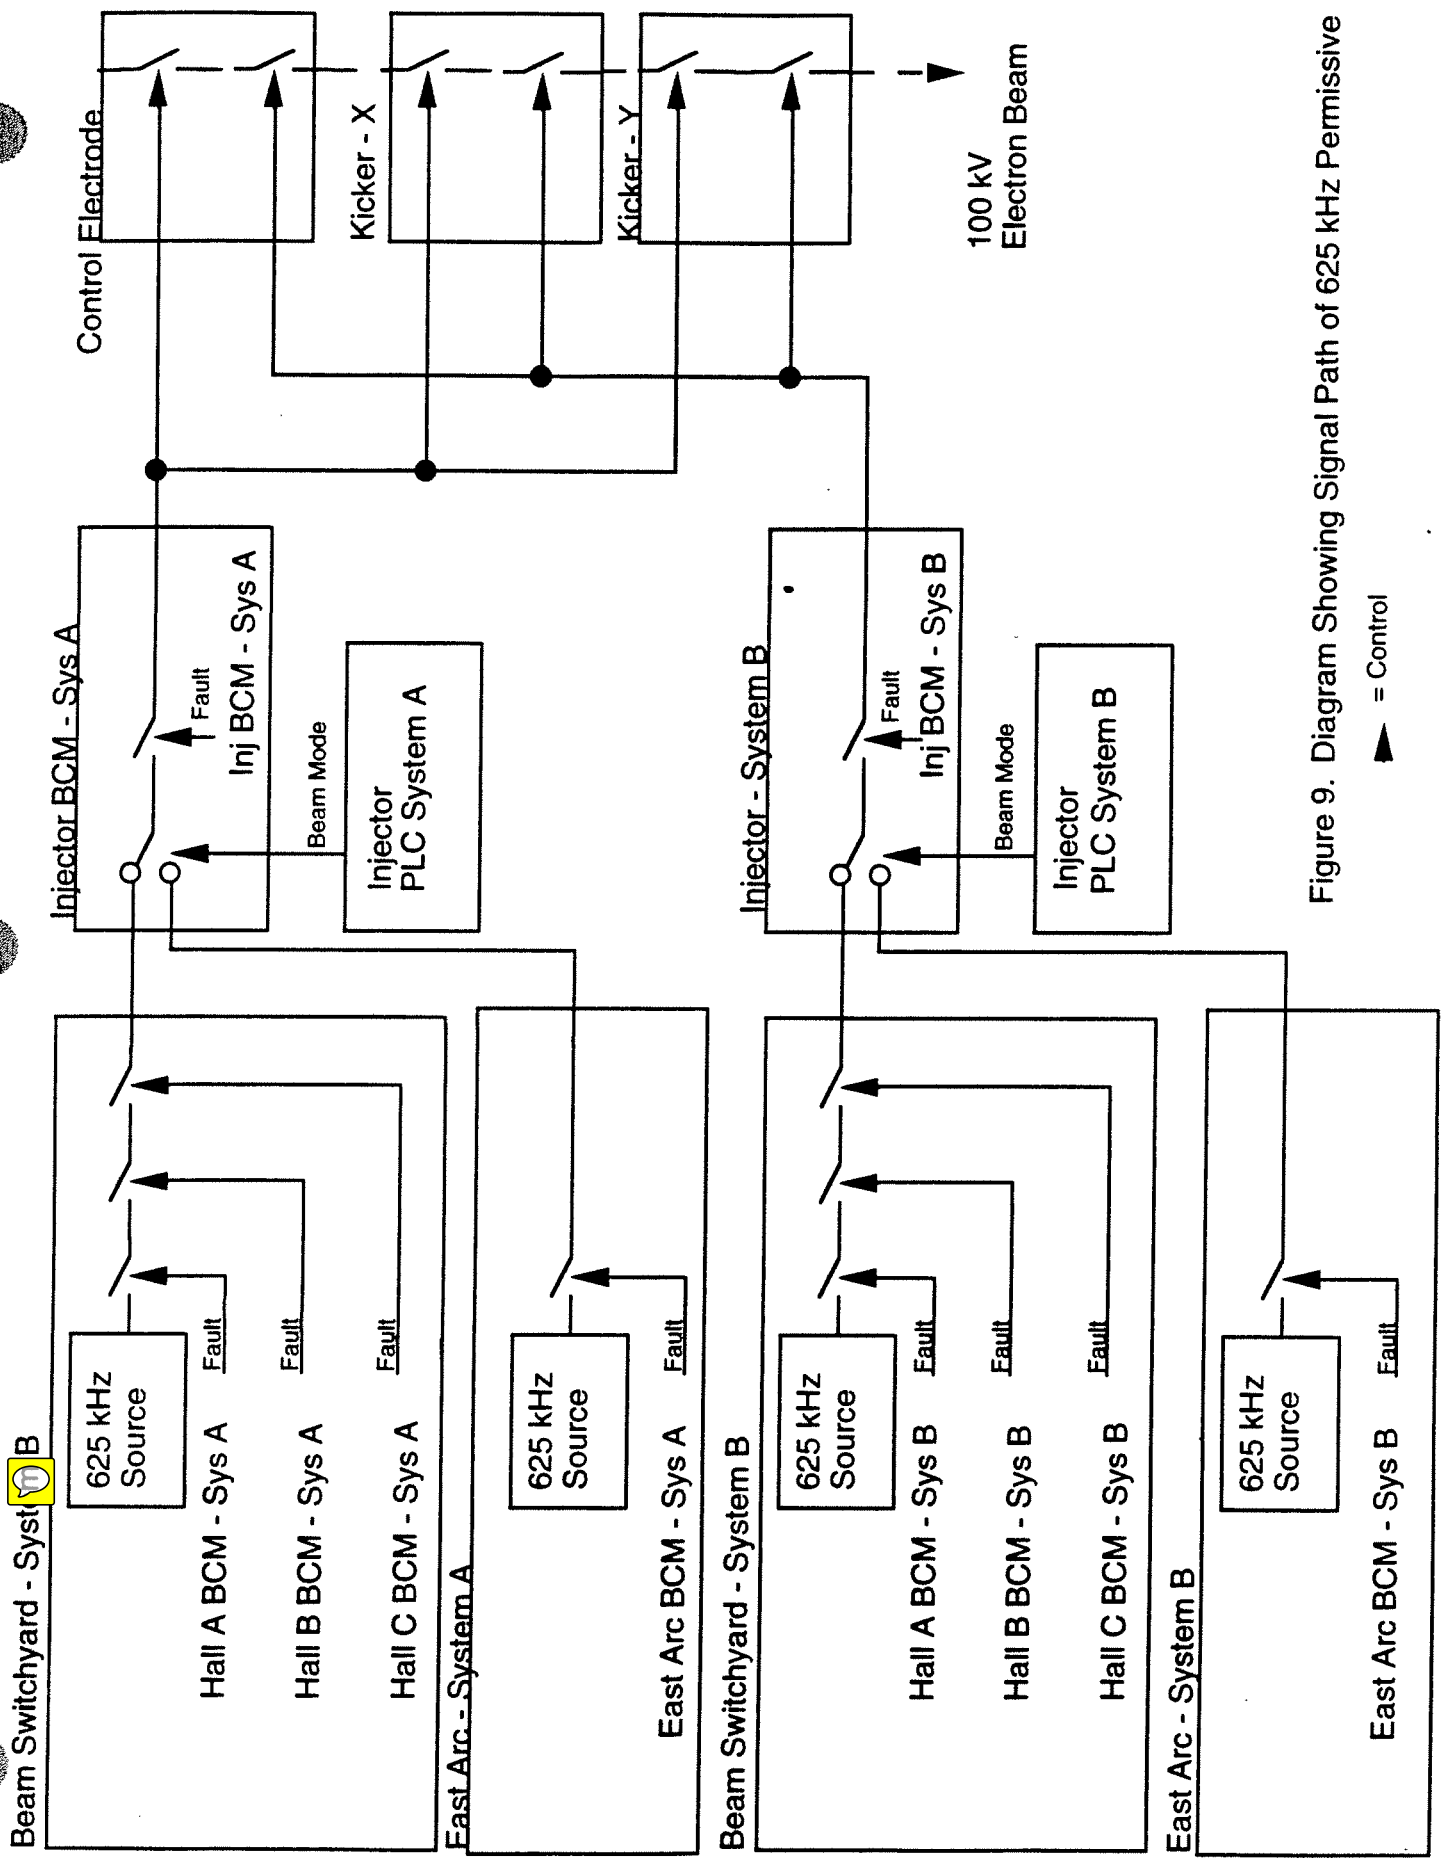 Beam Switchyard - Syste B
625 kHz
Source
Hall A BCM - Sys A
Fault
Hall B BCM - Sys A
Fault
Hall C BCM - Sys A
Fault
East Arc - System A
625 kHz
Source
East Arc BCM - Sys A
Fault
Beam Switchyard - System B
625 kHz
Source
Hall A BCM - Sys B
Fault
Hall B BCM - Sys B
Fault
Hall C BCM - Sys B
Fault
East Arc - System B
625 kHz
Source
East Arc BCM - Sys B
Fault
Injector BCM - Sys A
Fault
Inj BCM - Sys A
Beam Mode
Injector
PLC System A
Injector - System B
Fault
Inj BCM - Sys B
Beam Mode
Injector
PLC System B
Control Electrode
Kicker - X
Kicker - Y
100 kV
Electron Beam
Figure 9. Diagram Showing Signal Path of 625 kHz Permissive
= Control